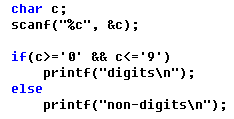 char c;
scanf("%c", &c);
if(c>='0' && c<='9')
printf("digits\n");
else
printf("non-digits\n");